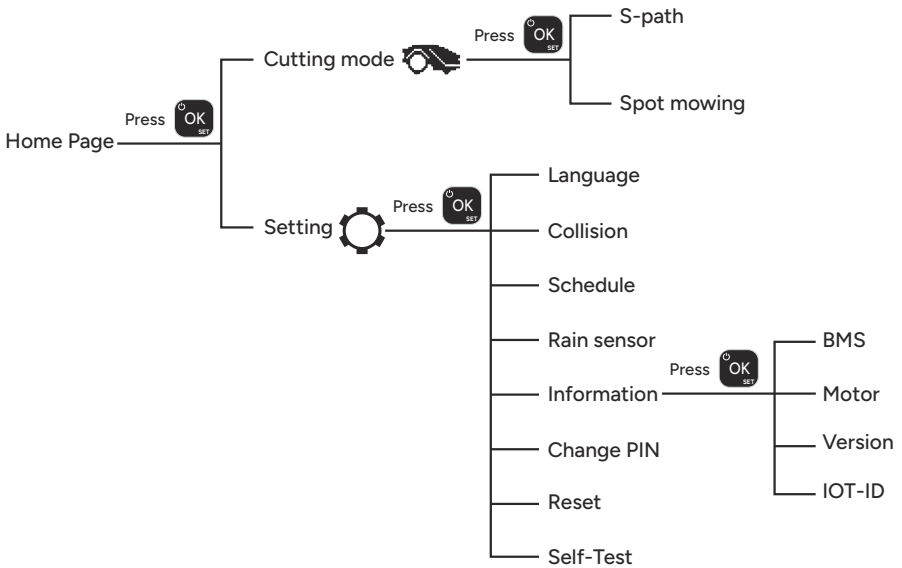 Home Page
Press
OK
SET
Cutting mode
Press
OK
SET
S-path
Spot mowing
Setting
Press
OK
SET
Language
Collision
Schedule
Rain sensor
Information
Press
OK
SET
BMS
Motor
Version
IOT-ID
Change PIN
Reset
Self-Test